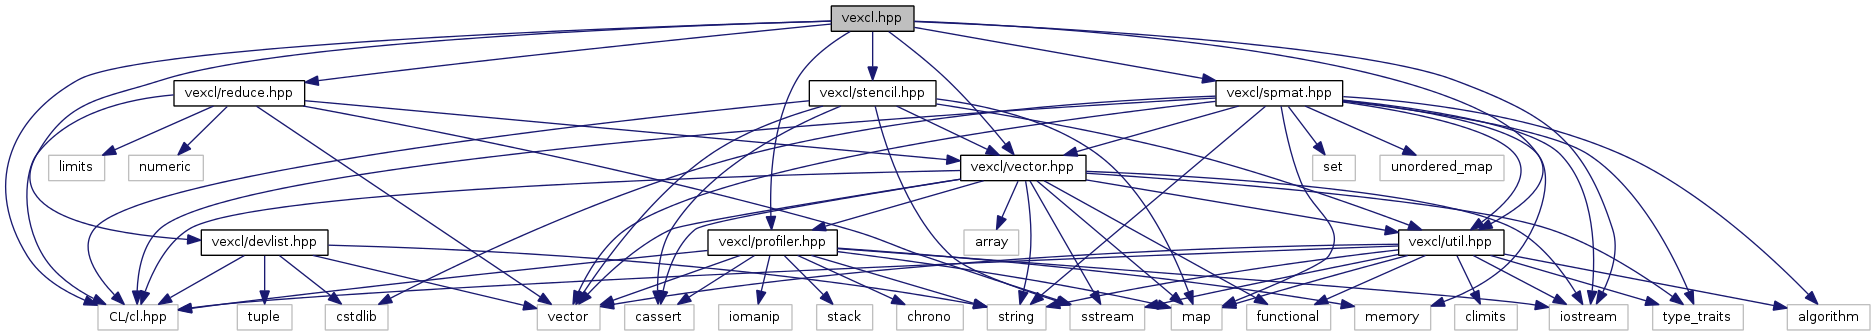 vexcl.hpp
vexcl/reduce.hpp
vexcl/stencil.hpp
vexcl/spmat.hpp
limits
numeric
vexcl/vector.hpp
set
unordered_map
vexcl/devlist.hpp
vexcl/profiler.hpp
array
vexcl/util.hpp
CL/cl.hpp
tuple
cstdlib
vector
cassert
iomanip
stack
chrono
string
sstream
map
functional
memory
climits
iostream
type_traits
algorithm